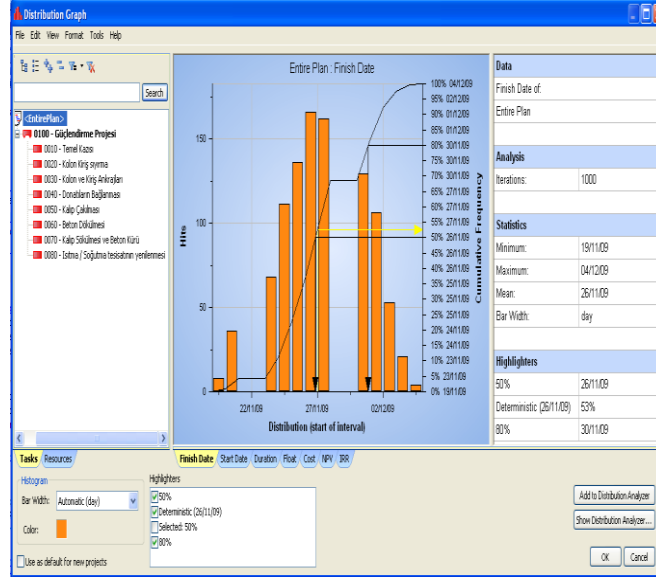 Distribution Graph
File Edit View Format Tools Help
Search
<EntirePlan>
0100 - Güçlendirme Projesi
0010 - Temel Kazısı
0020 - Kolon Kiriş sıyırma
0030 - Kolon ve Kiriş Ankrajları
0040 - Donatıların Bağlanması
0050 - Kalıp Çakılması
0060 - Beton Dökülmesi
0070 - Kalıp Sökülmesi ve Beton Kürü
0080 - Isıtma / Soğutma tesisatının yenilenmesi
Entire Plan : Finish Date
Hits
150
100
50
0
22/11/09 27/11/09 02/12/09
Distribution (start of interval)
100% 04/12/09
95% 02/12/09
90% 01/12/09
85% 01/12/09
80% 30/11/09
75% 30/11/09
70% 27/11/09
65% 27/11/09
60% 27/11/09
55% 27/11/09
50% 26/11/09
45% 26/11/09
40% 26/11/09
35% 25/11/09
30% 25/11/09
25% 25/11/09
20% 24/11/09
15% 24/11/09
10% 23/11/09
5% 23/11/09
0% 19/11/09
Cumulative Frequency
Data
Finish Date of:
Entire Plan
Analysis
Iterations: 1000
Statistics
Minimum: 19/11/09
Maximum: 04/12/09
Mean: 26/11/09
Bar Width: day
Highlighters
50% 26/11/09
Deterministic (26/11/09) 53%
80% 30/11/09
Tasks Resources
Finish Date Start Date Duration Float Cost NPV IRR
Histogram
Bar Width: Automatic (day)
Color:
Use as default for new projects
Highlighters
50%
Deterministic (26/11/09)
Selected: 50%
80%
Add to Distribution Analyzer
Show Distribution Analyzer...
OK Cancel